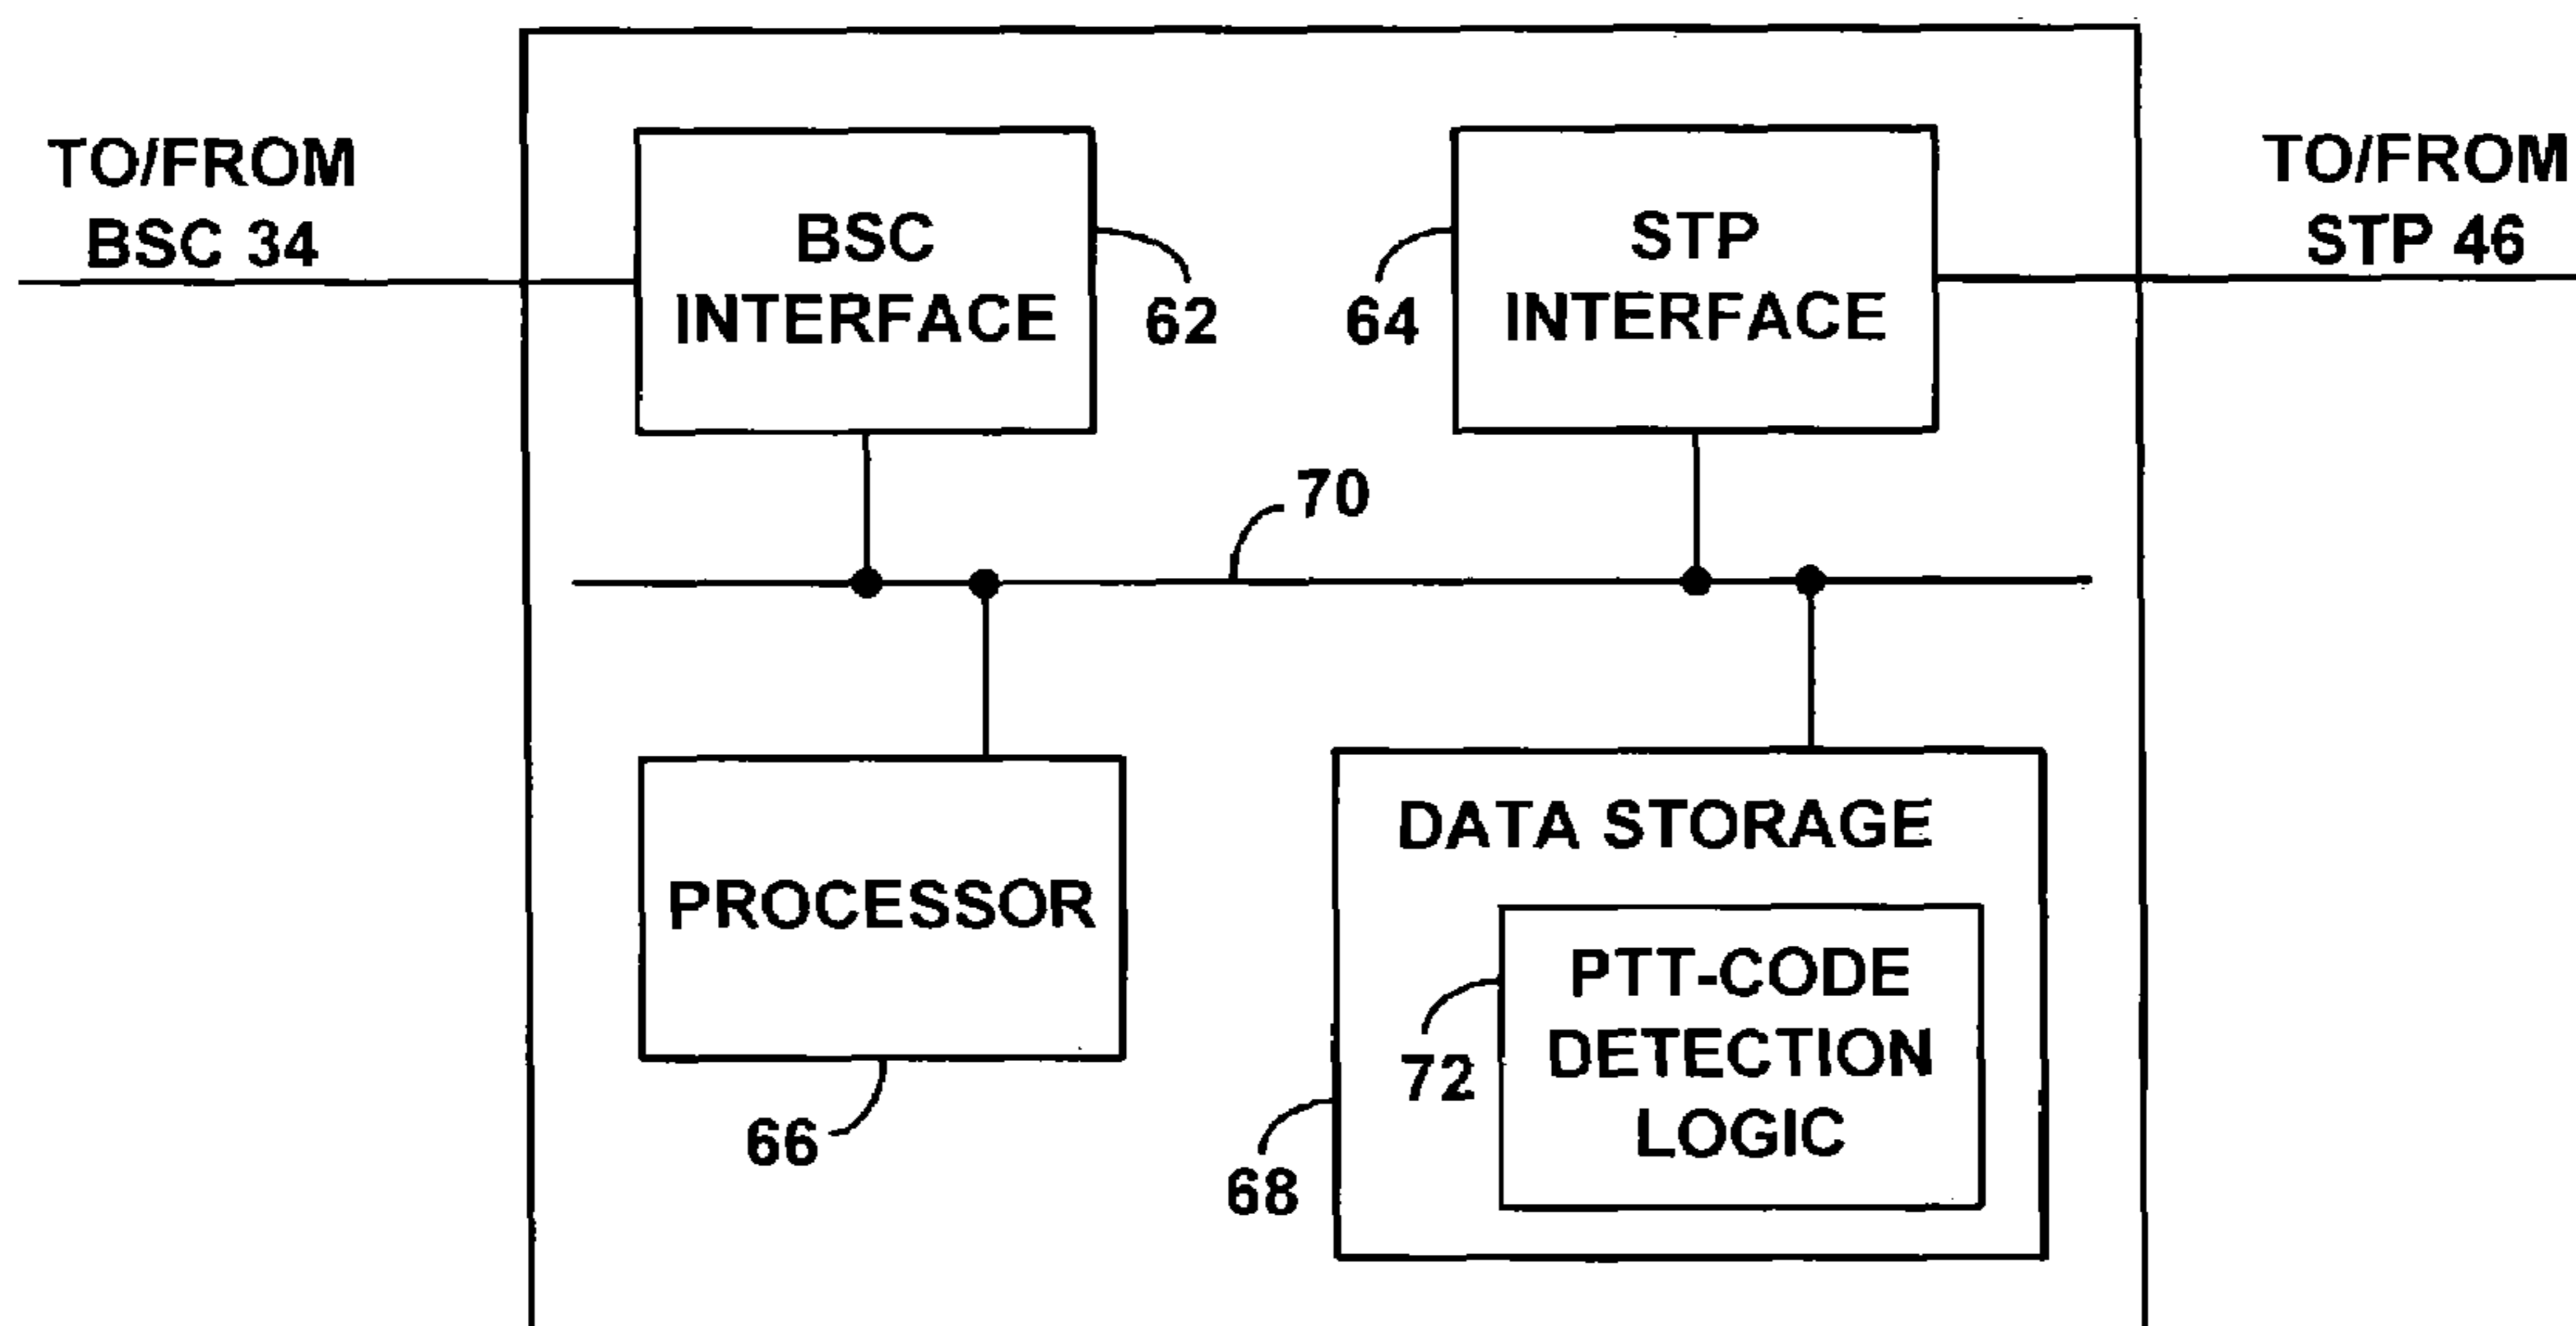 TO/FROM
BSC 34
BSC
INTERFACE
62
STP
INTERFACE
64
TO/FROM
STP 46
70
PROCESSOR
66
DATA STORAGE
68
PTT-CODE
DETECTION
LOGIC
72